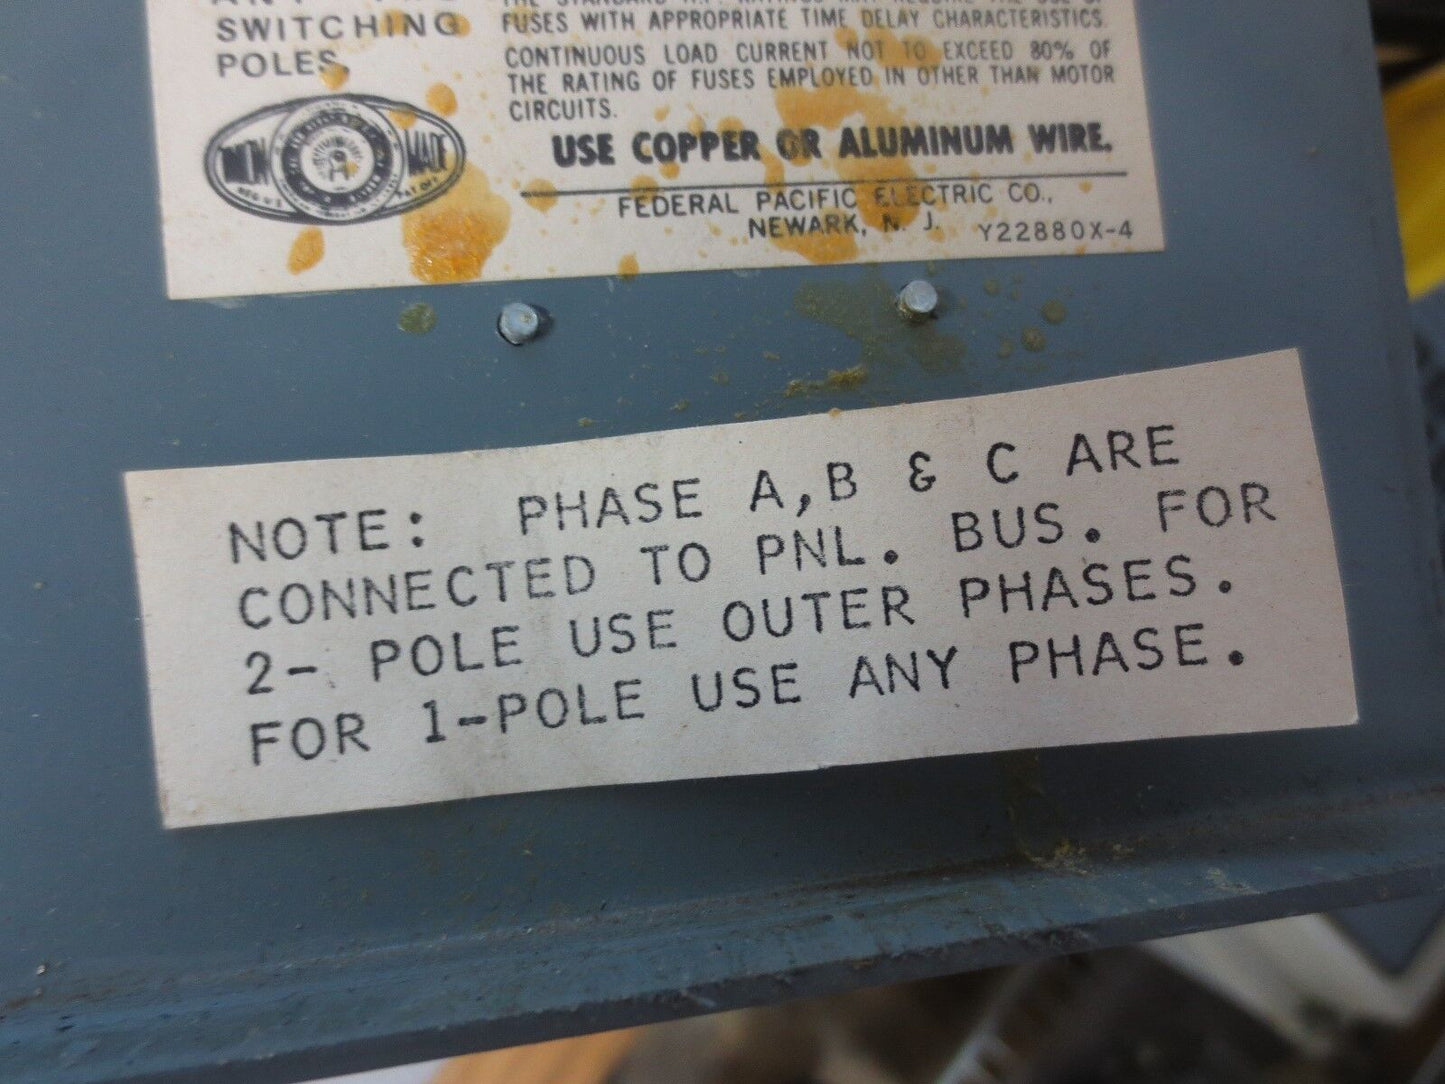 SWITCHING
POLES.
FUSES WITH APPROPRIATE TIME DELAY CHARACTERISTICS.
CONTINUOUS LOAD CURRENT NOT TO EXCEED 80% OF
THE RATING OF FUSES EMPLOYED IN OTHER THAN MOTOR
CIRCUITS.
UNION MADE
USE COPPER OR ALUMINUM WIRE.
FEDERAL PACIFIC ELECTRIC CO.,
NEWARK, N. J. Y22880X-4
NOTE: PHASE A,B & C ARE
CONNECTED TO PNL. BUS. FOR
2- POLE USE OUTER PHASES.
FOR 1-POLE USE ANY PHASE.